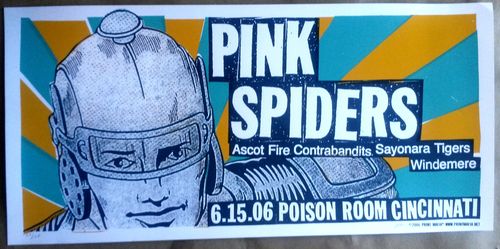 PINK
SPIDERS
Ascot Fire Contrabandits Sayonara Tigers
Windemere
6.15.06 POISON ROOM CINCINNATI